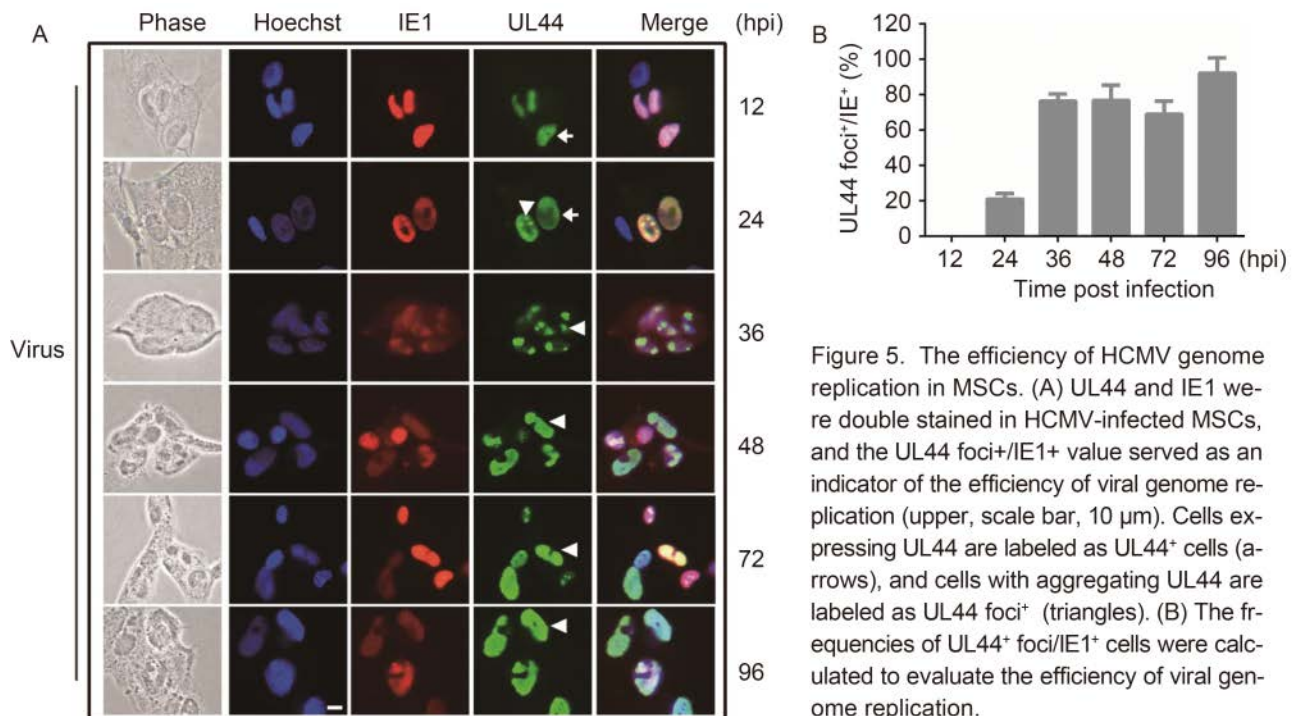 A
Phase Hoechst IE1 UL44 Merge (hpi)
12
24
36
48
72
96
Virus
B
UL44 foci⁺/IE⁺ (%)
120
100
80
60
40
20
0
12 24 36 48 72 96 (hpi)
Time post infection
Figure 5. The efficiency of HCMV genome
replication in MSCs. (A) UL44 and IE1 we-
re double stained in HCMV-infected MSCs,
and the UL44 foci+/IE1+ value served as an
indicator of the efficiency of viral genome re-
plication (upper, scale bar, 10 μm). Cells ex-
pressing UL44 are labeled as UL44⁺ cells (a-
rrows), and cells with aggregating UL44 are
labeled as UL44 foci⁺ (triangles). (B) The fr-
equencies of UL44⁺ foci/IE1⁺ cells were calc-
ulated to evaluate the efficiency of viral gen-
ome replication.